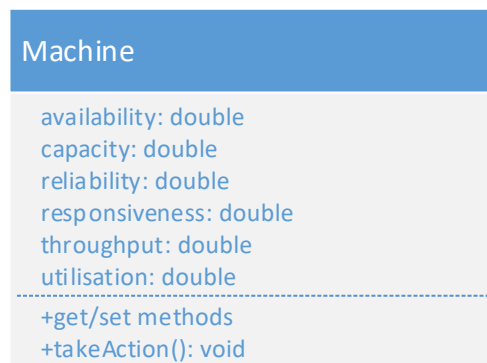 Machine
availability: double
capacity: double
reliability: double
responsiveness: double
throughput: double
utilisation: double
+get/set methods
+takeAction(): void